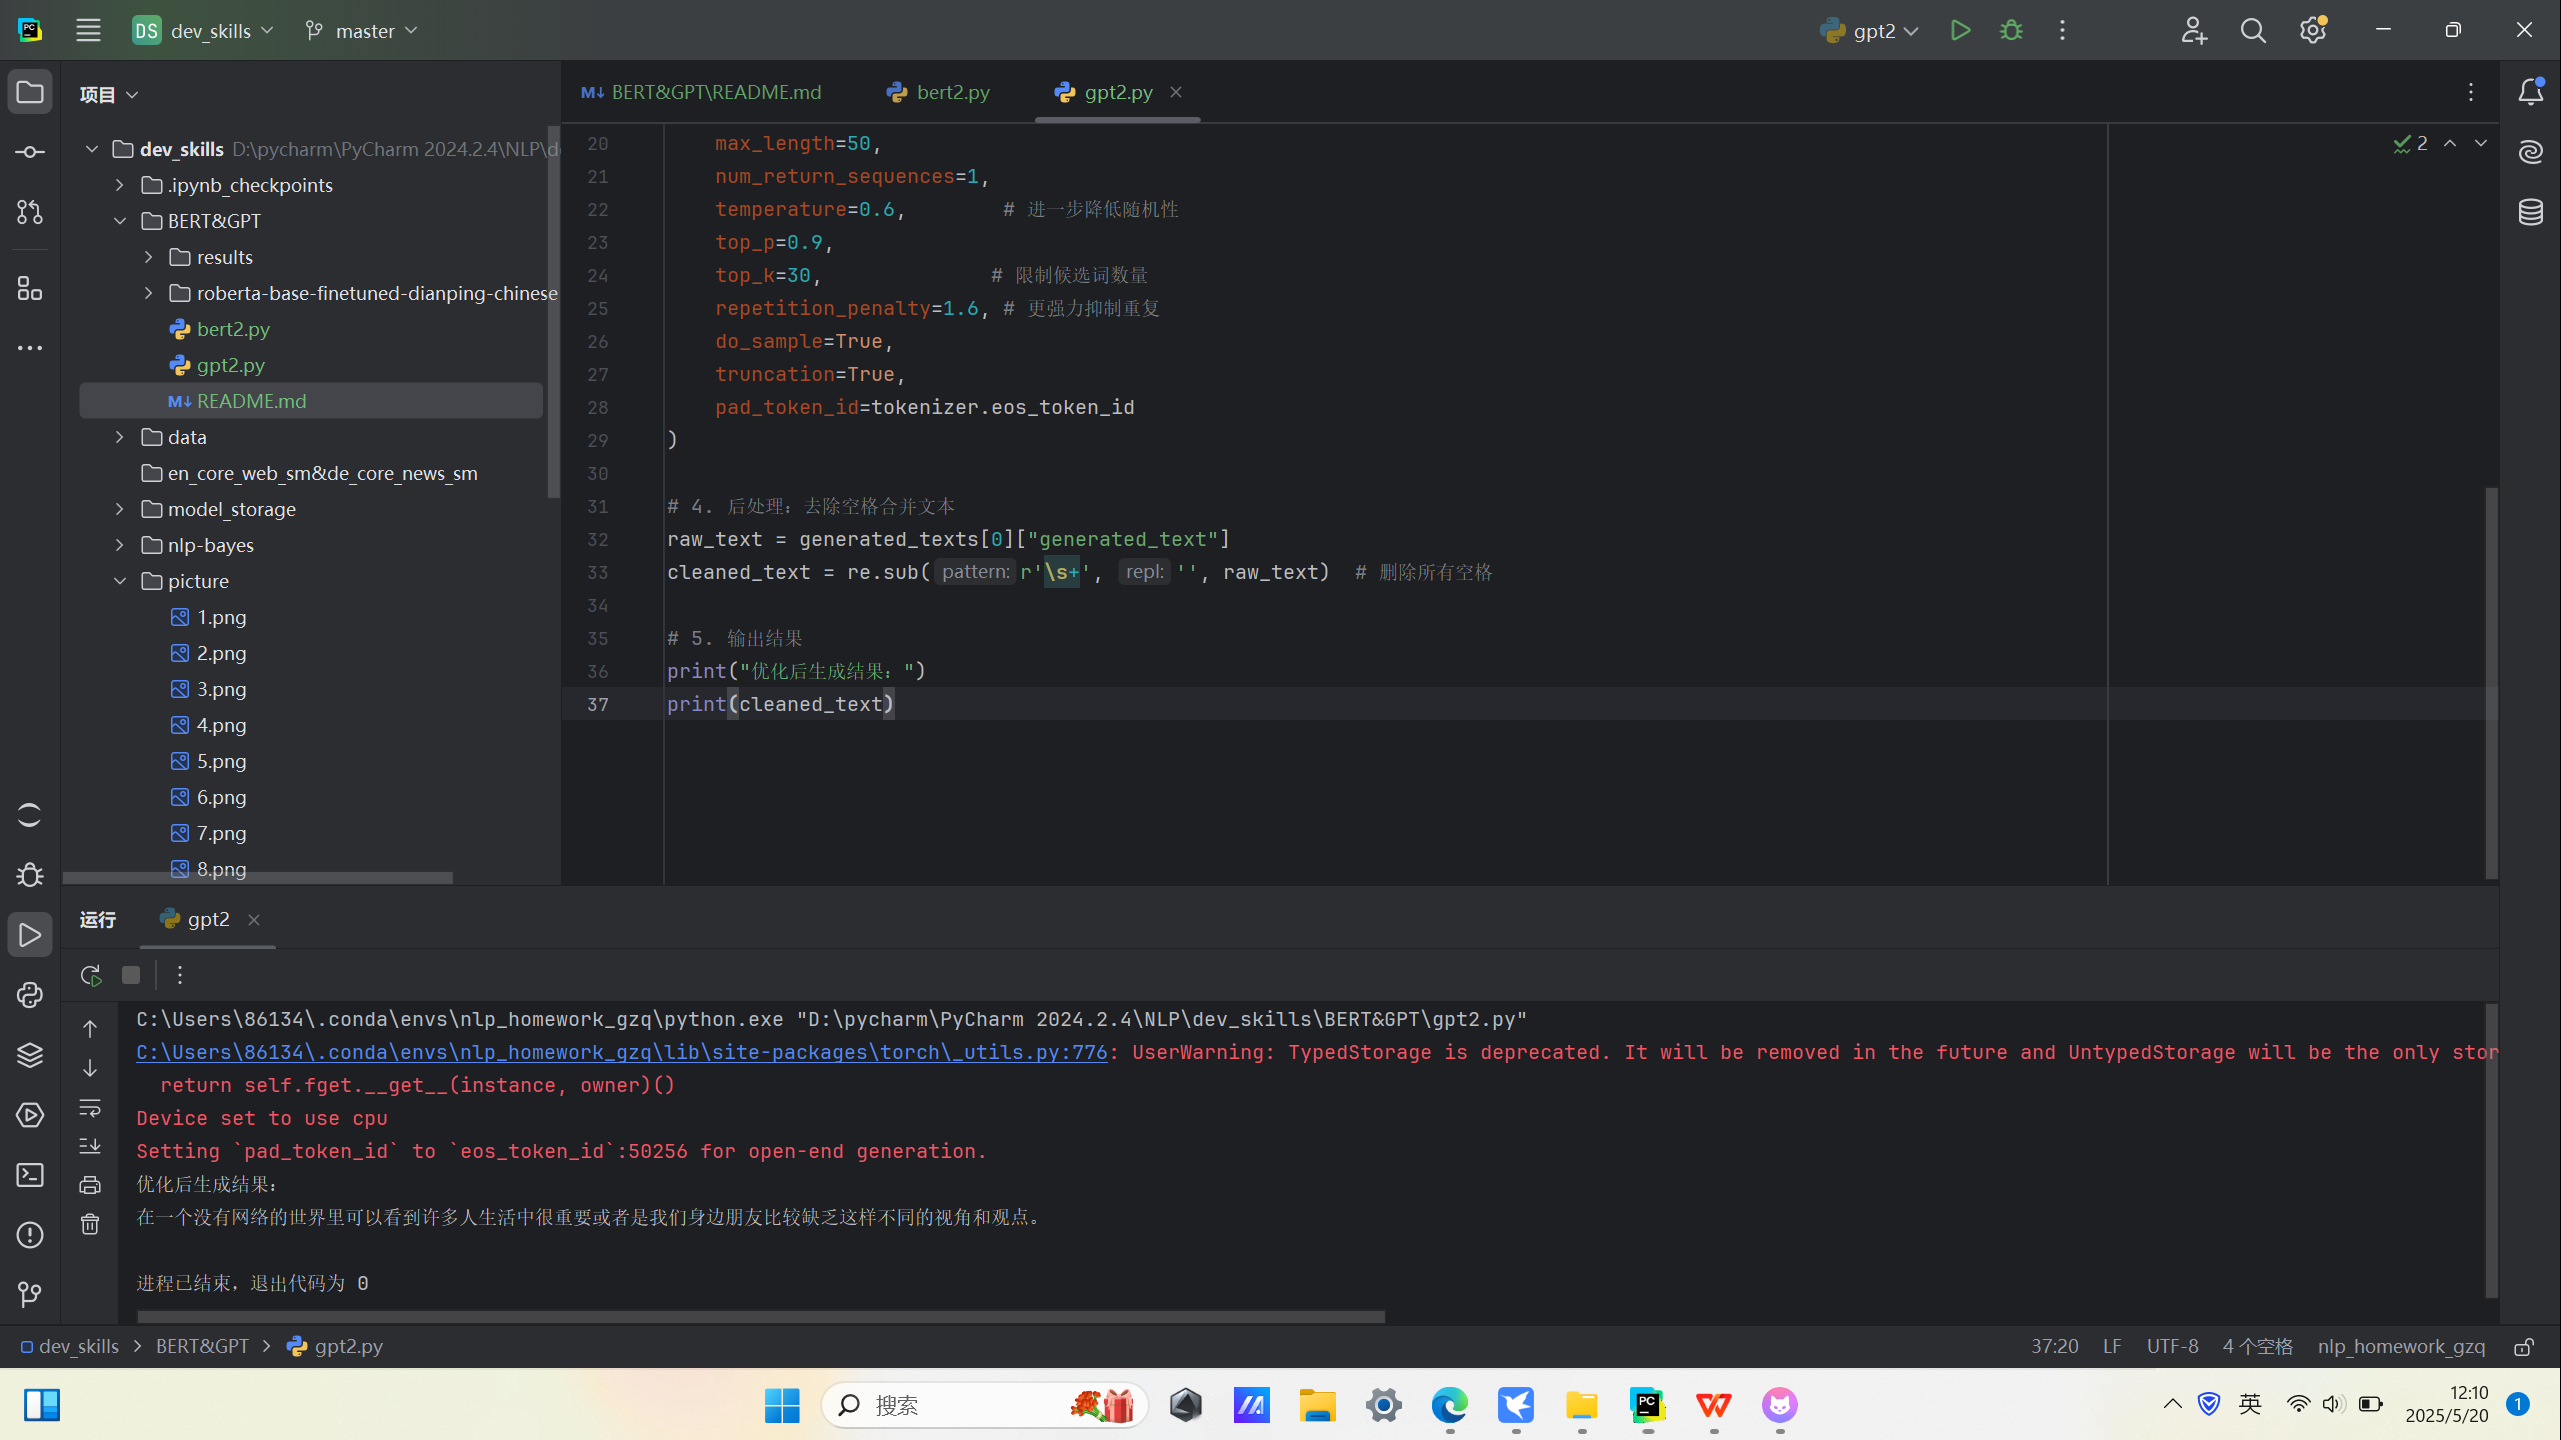 DS dev_skills master gpt2
项目
BERT&GPT\README.md bert2.py gpt2.py
dev_skills D:\pycharm\PyCharm 2024.2.4\NLP\d
.ipynb_checkpoints
BERT&GPT
results
roberta-base-finetuned-dianping-chinese
bert2.py
gpt2.py
README.md
data
en_core_web_sm&de_core_news_sm
model_storage
nlp-bayes
picture
1.png
2.png
3.png
4.png
5.png
6.png
7.png
8.png
2
20 max_length=50,
21 num_return_sequences=1,
22 temperature=0.6, # 进一步降低随机性
23 top_p=0.9,
24 top_k=30, # 限制候选词数量
25 repetition_penalty=1.6, # 更强力抑制重复
26 do_sample=True,
27 truncation=True,
28 pad_token_id=tokenizer.eos_token_id
29 )
30
31 # 4. 后处理：去除空格合并文本
32 raw_text = generated_texts[0]["generated_text"]
33 cleaned_text = re.sub( pattern: r'\s+', repl: '', raw_text) # 删除所有空格
34
35 # 5. 输出结果
36 print("优化后生成结果：")
37 print(cleaned_text)
运行 gpt2
C:\Users\86134\.conda\envs\nlp_homework_gzq\python.exe "D:\pycharm\PyCharm 2024.2.4\NLP\dev_skills\BERT&GPT\gpt2.py"
C:\Users\86134\.conda\envs\nlp_homework_gzq\lib\site-packages\torch\_utils.py:776: UserWarning: TypedStorage is deprecated. It will be removed in the future and UntypedStorage will be the only stor
return self.fget.__get__(instance, owner)()
Device set to use cpu
Setting `pad_token_id` to `eos_token_id`:50256 for open-end generation.
优化后生成结果：
在一个没有网络的世界里可以看到许多人生活中很重要或者是我们身边朋友比较缺乏这样不同的视角和观点。
进程已结束，退出代码为 0
dev_skills > BERT&GPT > gpt2.py 37:20 LF UTF-8 4 个空格 nlp_homework_gzq
搜索 英 12:10
2025/5/20 1